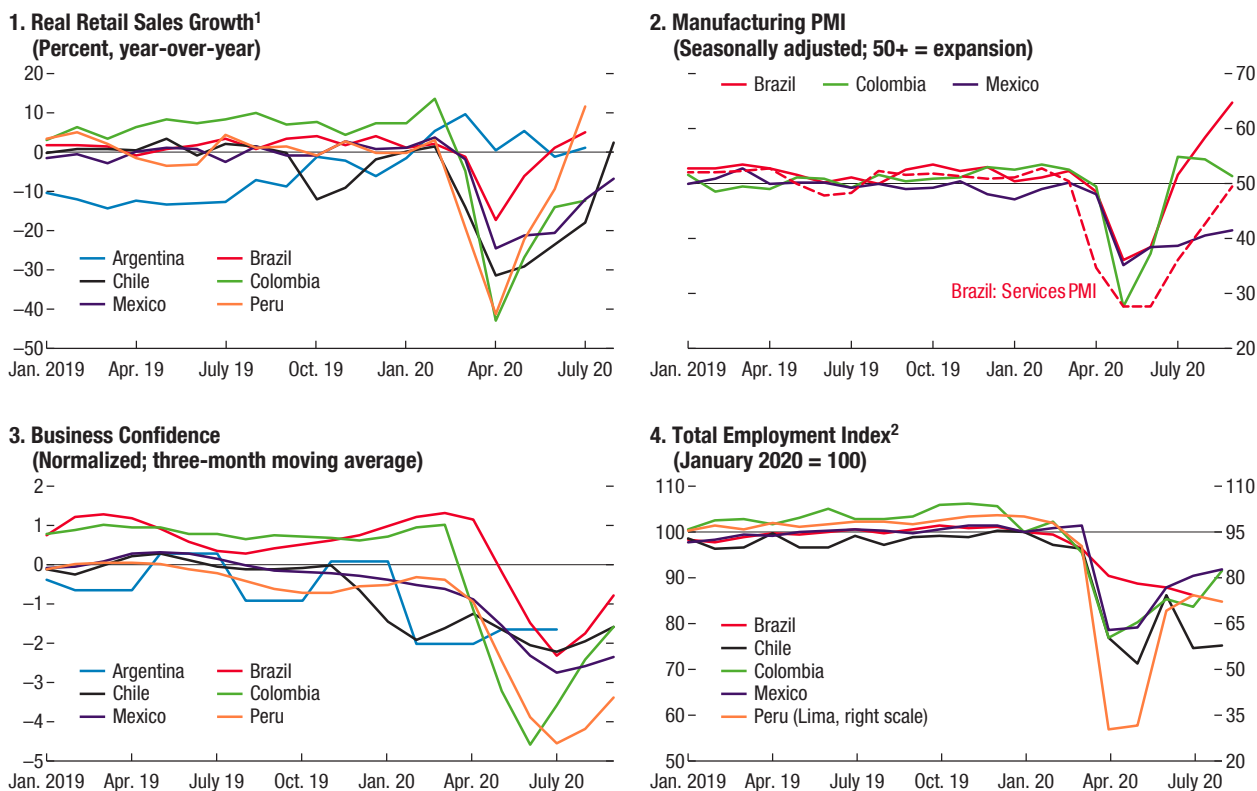 1. Real Retail Sales Growth1
(Percent, year-over-year)
20
10
0
–10
–20
–30
–40
–50
Argentina Brazil
Chile Colombia
Mexico Peru
Jan. 2019 Apr. 19 July 19 Oct. 19 Jan. 20 Apr. 20 July 20
2. Manufacturing PMI
(Seasonally adjusted; 50+ = expansion)
Brazil Colombia Mexico
70
60
50
40
30
20
Brazil: Services PMI
Jan. 2019 Apr. 19 July 19 Oct. 19 Jan. 20 Apr. 20 July 20
3. Business Confidence
(Normalized; three-month moving average)
2
1
0
–1
–2
–3
–4
–5
Argentina Brazil
Chile Colombia
Mexico Peru
Jan. 2019 Apr. 19 July 19 Oct. 19 Jan. 20 Apr. 20 July 20
4. Total Employment Index2
(January 2020 = 100)
110 110
100 95
90 80
80 65
70 50
60 35
50 20
Brazil
Chile
Colombia
Mexico
Peru (Lima, right scale)
Jan. 2019 Apr. 19 July 19 Oct. 19 Jan. 20 Apr. 20 July 20